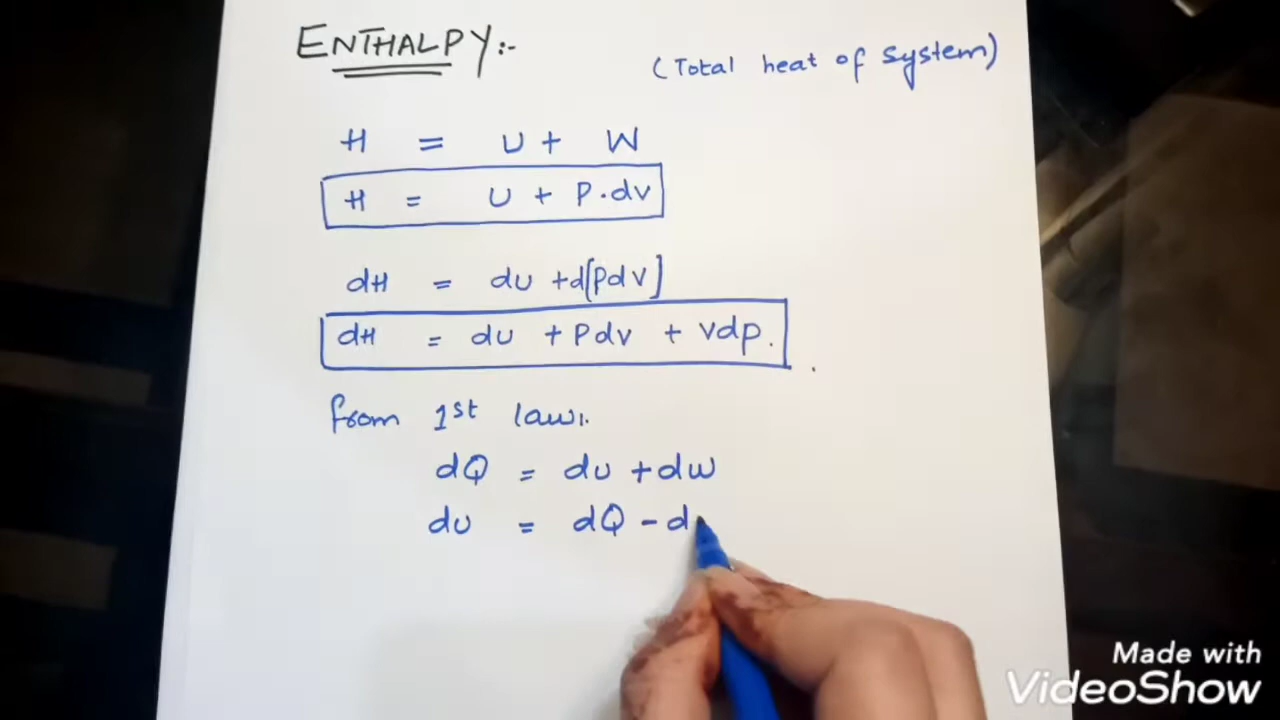 ENTHALPY:-
(Total heat of system)
H = U + W
H = U + P.dv
dH = dU + d[Pdv]
dH = dU + Pdv + vdp.
from 1st law:.
dQ = dU + dw
dU = dQ - d
Made with
VideoShow